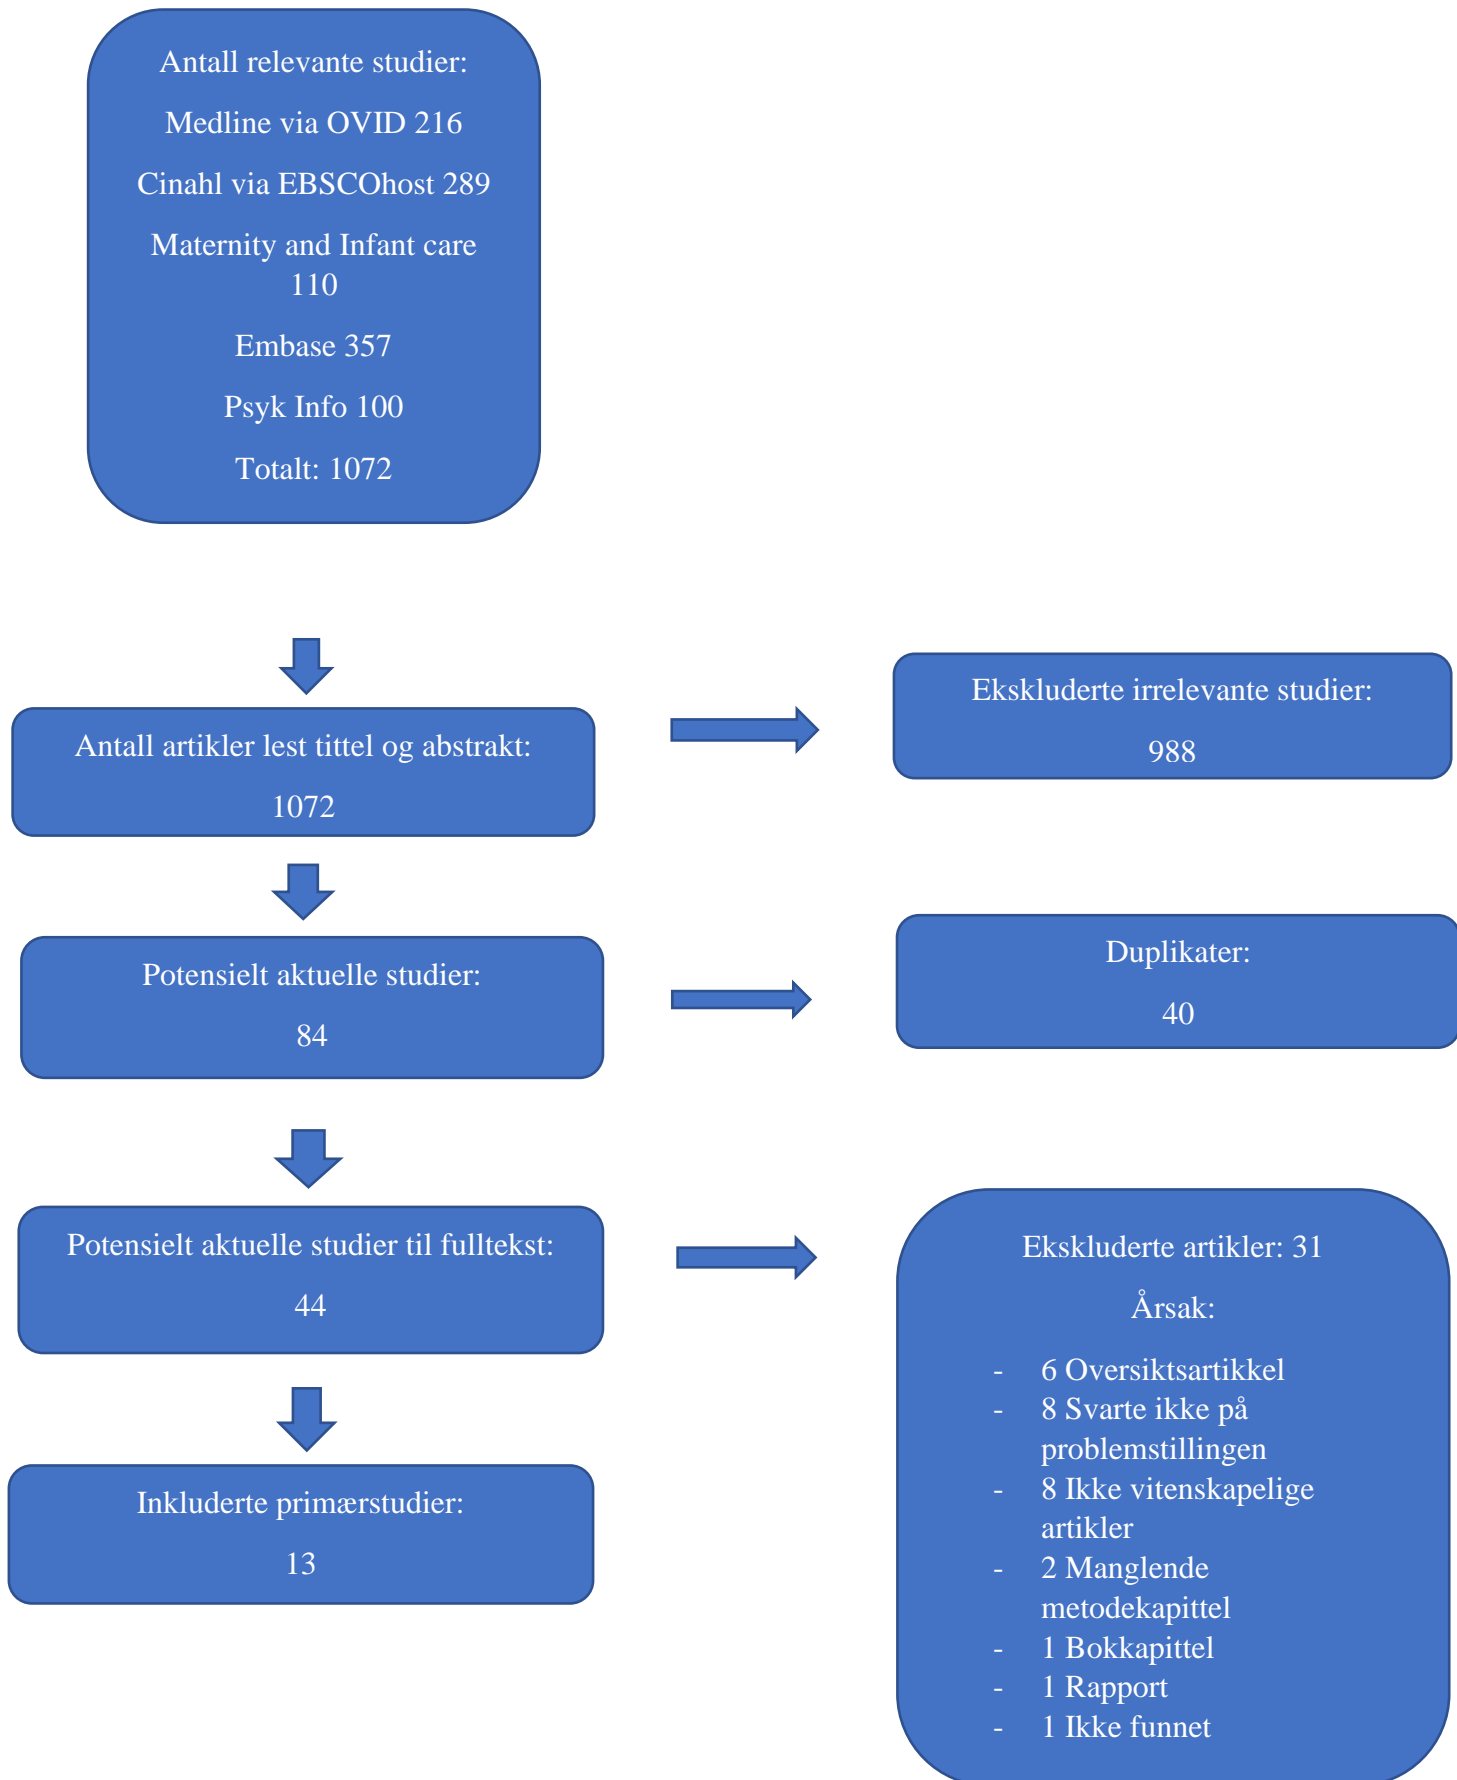 Antall relevante studier:
Medline via OVID 216
Cinahl via EBSCOhost 289
Maternity and Infant care
110
Embase 357
Psyk Info 100
Totalt: 1072
Antall artikler lest tittel og abstrakt:
1072
Ekskluderte irrelevante studier:
988
Potensielt aktuelle studier:
84
Duplikater:
40
Potensielt aktuelle studier til fulltekst:
44
Ekskluderte artikler: 31
Årsak:
- 6 Oversiktsartikkel
- 8 Svarte ikke på
problemstillingen
- 8 Ikke vitenskapelige
artikler
- 2 Manglende
metodekapittel
- 1 Bokkapittel
- 1 Rapport
- 1 Ikke funnet
Inkluderte primærstudier:
13